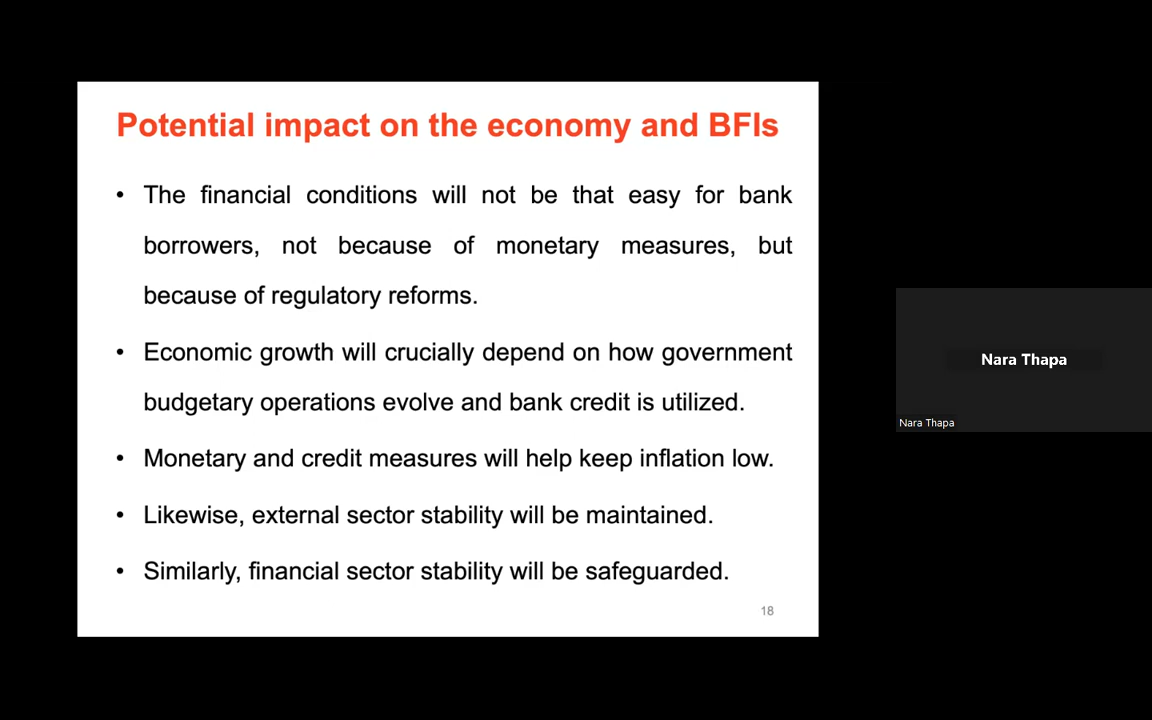 Potential impact on the economy and BFIs
• The financial conditions will not be that easy for bank
borrowers, not because of monetary measures, but
because of regulatory reforms.
• Economic growth will crucially depend on how government
budgetary operations evolve and bank credit is utilized.
• Monetary and credit measures will help keep inflation low.
• Likewise, external sector stability will be maintained.
• Similarly, financial sector stability will be safeguarded.
18
Nara Thapa
Nara Thapa